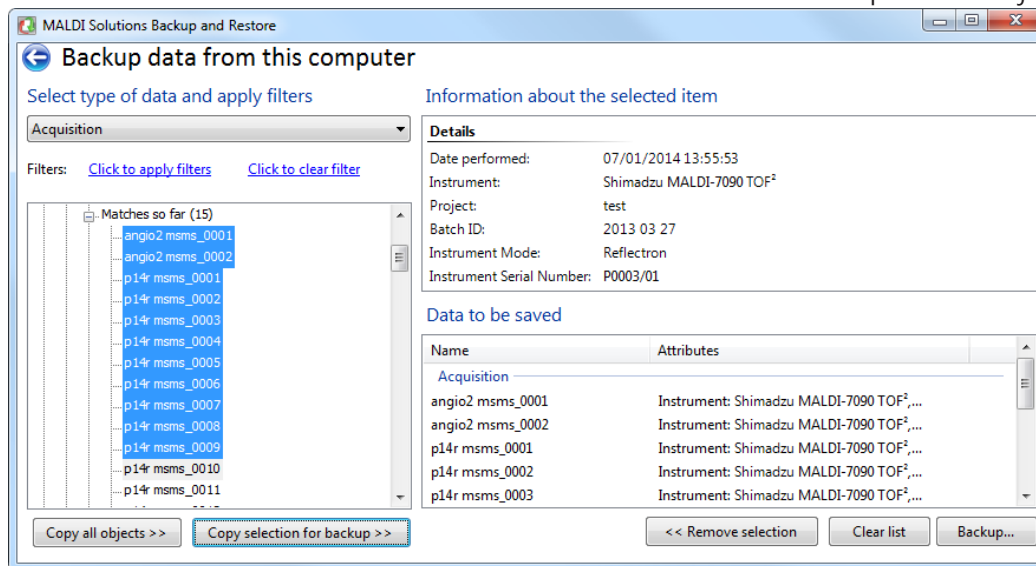 MALDI Solutions Backup and Restore
Backup data from this computer
Select type of data and apply filters
Acquisition
Filters: Click to apply filters Click to clear filter
Matches so far (15)
angio2 msms_0001
angio2 msms_0002
p14r msms_0001
p14r msms_0002
p14r msms_0003
p14r msms_0004
p14r msms_0005
p14r msms_0006
p14r msms_0007
p14r msms_0008
p14r msms_0009
p14r msms_0010
p14r msms_0011
Copy all objects >> Copy selection for backup >>
Information about the selected item
Details
Date performed: 07/01/2014 13:55:53
Instrument: Shimadzu MALDI-7090 TOF²
Project: test
Batch ID: 2013 03 27
Instrument Mode: Reflectron
Instrument Serial Number: P0003/01
Data to be saved
Name Attributes
Acquisition
angio2 msms_0001 Instrument: Shimadzu MALDI-7090 TOF²,...
angio2 msms_0002 Instrument: Shimadzu MALDI-7090 TOF²,...
p14r msms_0001 Instrument: Shimadzu MALDI-7090 TOF²,...
p14r msms_0002 Instrument: Shimadzu MALDI-7090 TOF²,...
p14r msms_0003 Instrument: Shimadzu MALDI-7090 TOF²,...
<< Remove selection Clear list Backup...